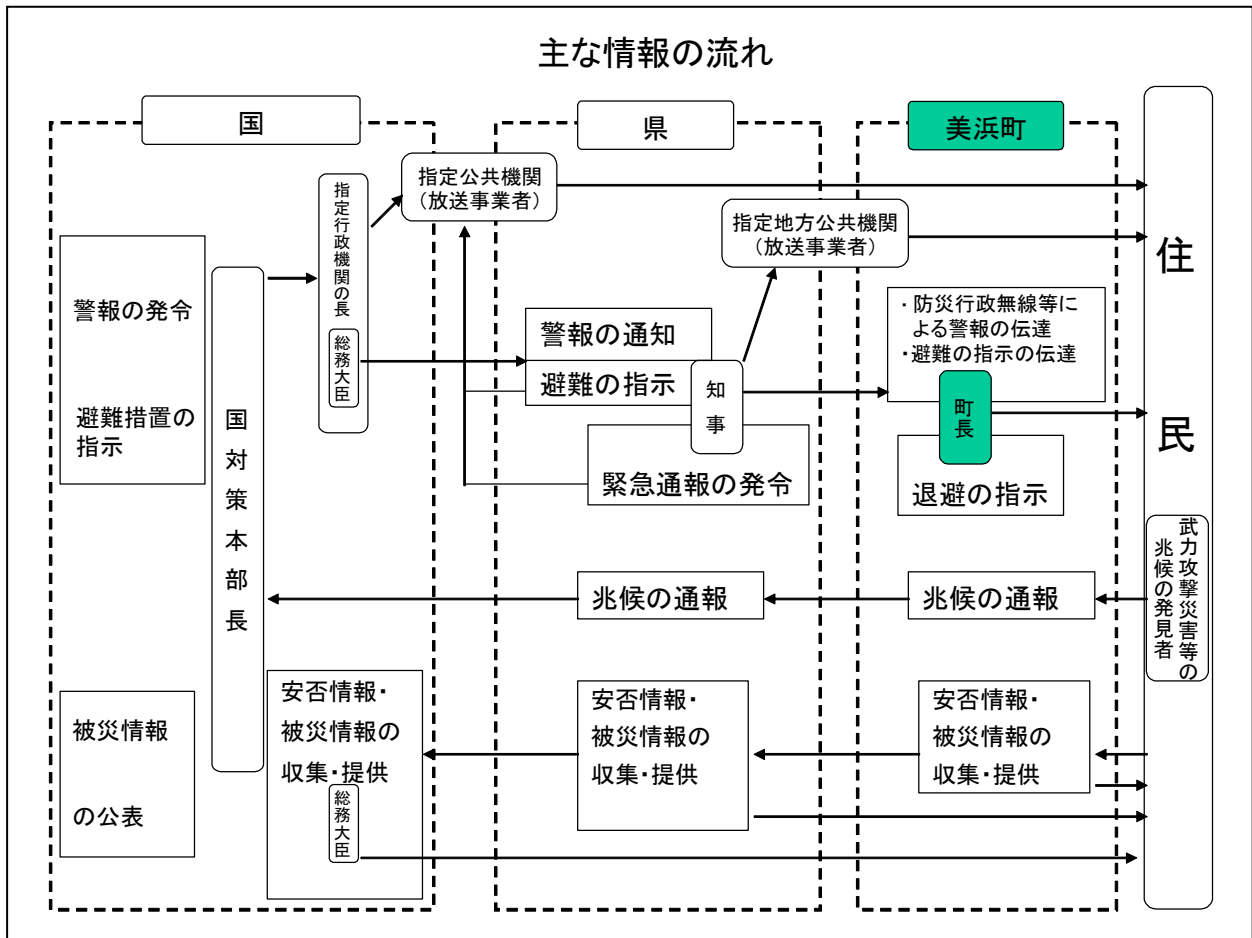 主な情報の流れ
国
県
美浜町
指定行政機関の長
総務大臣
指定公共機関
（放送事業者）
指定地方公共機関
（放送事業者）
警報の発令
避難措置の
指示
国対策本部長
警報の通知
避難の指示
知事
緊急通報の発令
・防災行政無線等に
よる警報の伝達
・避難の指示の伝達
町長
退避の指示
住民
武力攻撃災害等の
兆候の発見者
兆候の通報
兆候の通報
被災情報
の公表
安否情報・
被災情報の
収集・提供
総務大臣
安否情報・
被災情報の
収集・提供
安否情報・
被災情報の
収集・提供